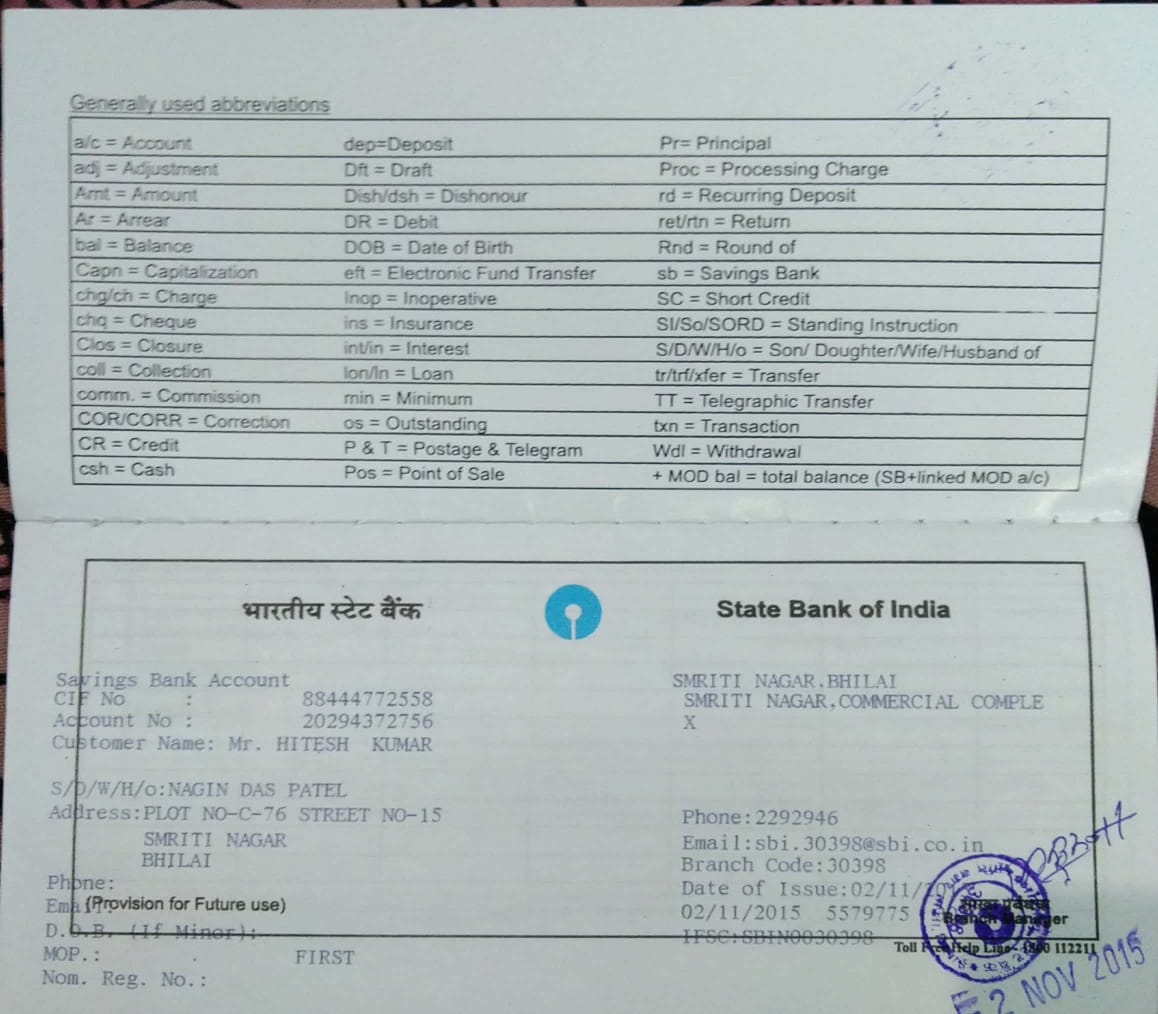 Generally used abbreviations
a/c = Account dep=Deposit Pr= Principal
adj = Adjustment Dft = Draft Proc = Processing Charge
Amt = Amount Dish/dsh = Dishonour rd = Recurring Deposit
Ar = Arrear DR = Debit ret/rtn = Return
bal = Balance DOB = Date of Birth Rnd = Round of
Capn = Capitalization eft = Electronic Fund Transfer sb = Savings Bank
chg/ch = Charge Inop = Inoperative SC = Short Credit
chq = Cheque ins = Insurance SI/So/SORD = Standing Instruction
Clos = Closure int/in = Interest S/D/W/H/o = Son/ Doughter/Wife/Husband of
coll = Collection lon/ln = Loan tr/trf/xfer = Transfer
comm. = Commission min = Minimum TT = Telegraphic Transfer
COR/CORR = Correction os = Outstanding txn = Transaction
CR = Credit P & T = Postage & Telegram Wdl = Withdrawal
csh = Cash Pos = Point of Sale + MOD bal = total balance (SB+linked MOD a/c)
भारतीय स्टेट बैंक State Bank of India
Savings Bank Account SMRITI NAGAR,BHILAI
CIF No : 88444772558 SMRITI NAGAR,COMMERCIAL COMPLE
Account No : 20294372756 X
Customer Name: Mr. HITESH KUMAR
S/D/W/H/o:NAGIN DAS PATEL
Address:PLOT NO-C-76 STREET NO-15 Phone:2292946
SMRITI NAGAR Email:sbi.30398@sbi.co.in
BHILAI Branch Code:30398
Phone: Date of Issue:02/11/20
(Provision for Future use) 02/11/2015 5579775
Branch Manager
D.O.B. (If Minor): IFSC:SBIN0030398
Toll Free Help Line- 1800 112211
MOP.: FIRST
Nom. Reg. No.:
2 NOV 2015